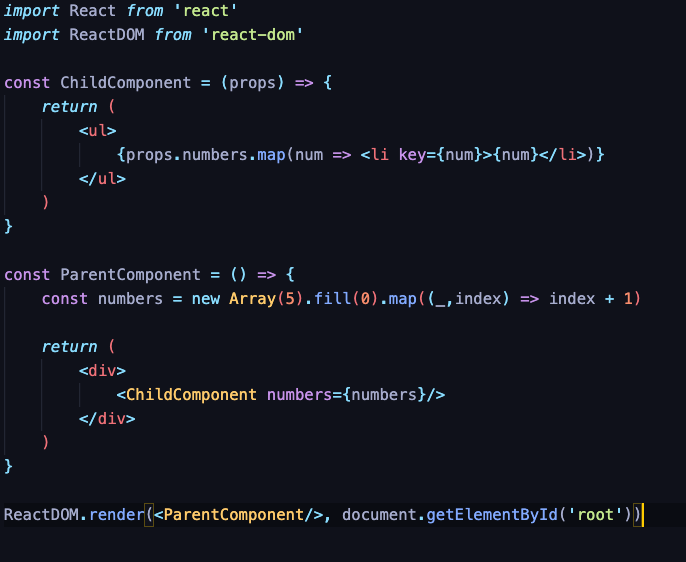 import React from 'react'
import ReactDOM from 'react-dom'
const ChildComponent = (props) => {
    return (
        <ul>
            {props.numbers.map(num => <li key={num}>{num}</li>)}
        </ul>
    )
}
const ParentComponent = () => {
    const numbers = new Array(5).fill(0).map((_,index) => index + 1)
    return (
        <div>
            <ChildComponent numbers={numbers}/>
        </div>
    )
}
ReactDOM.render(<ParentComponent/>, document.getElementById('root'))